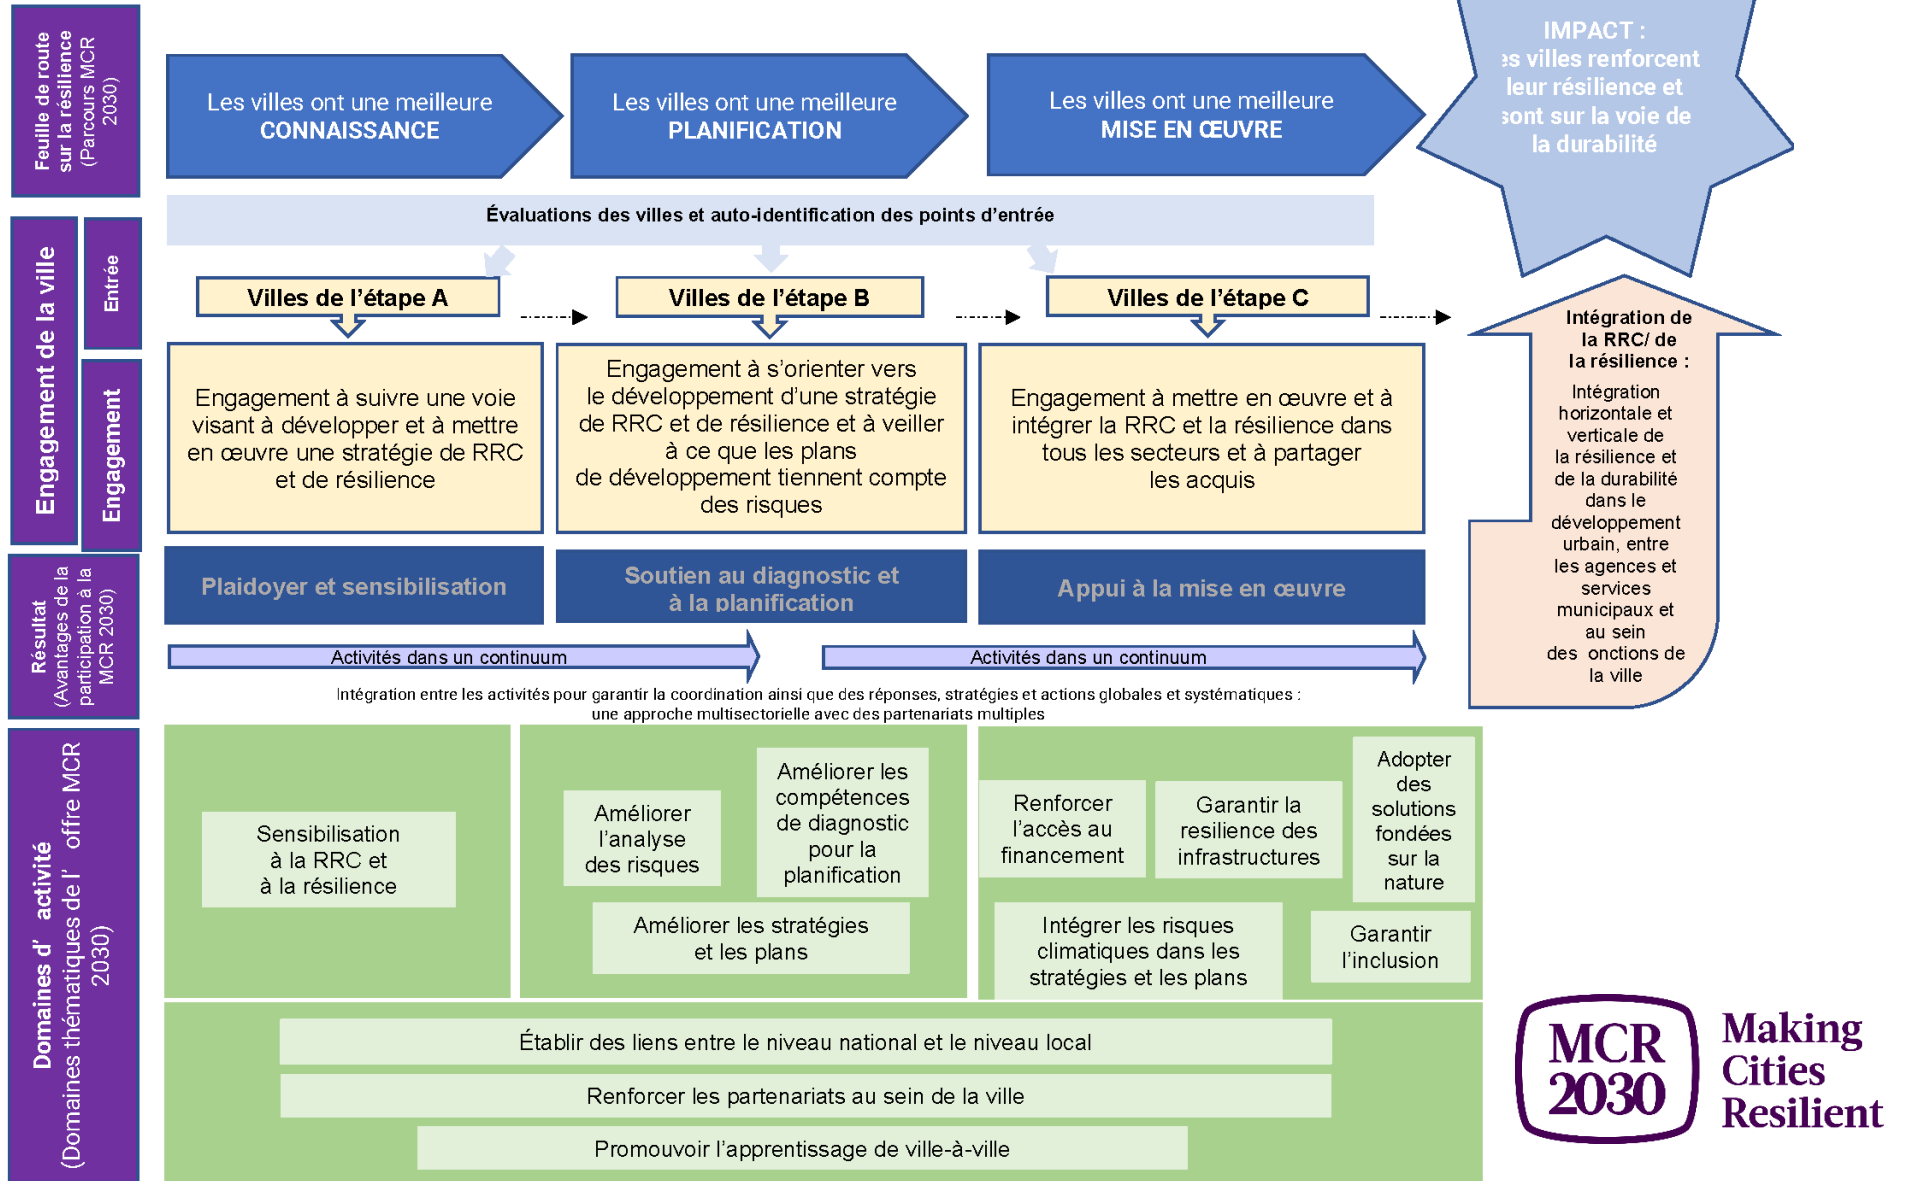 Feuille de route
sur la résilience
(Parcours MCR
2030)
Les villes ont une meilleure
CONNAISSANCE
Les villes ont une meilleure
PLANIFICATION
Les villes ont une meilleure
MISE EN ŒUVRE
IMPACT :
es villes renforcent
leur résilience et
sont sur la voie de
la durabilité
Évaluations des villes et auto-identification des points d'entrée
Engagement de la ville
Entrée
Villes de l'étape A
Villes de l'étape B
Villes de l'étape C
Engagement
Engagement à suivre une voie
visant à développer et à mettre
en œuvre une stratégie de RRC
et de résilience
Engagement à s'orienter vers
le développement d'une stratégie
de RRC et de résilience et à veiller
à ce que les plans
de développement tiennent compte
des risques
Engagement à mettre en œuvre et à
intégrer la RRC et la résilience dans
tous les secteurs et à partager
les acquis
Intégration de
la RRC/ de
la résilience :
Intégration
horizontale et
verticale de
la résilience et
de la durabilité
dans le
développement
urbain, entre
les agences et
services
municipaux et
au sein
des onctions de
la ville
Résultat
(Avantages de la
participation à la
MCR 2030)
Plaidoyer et sensibilisation
Soutien au diagnostic et
à la planification
Appui à la mise en œuvre
Activités dans un continuum
Activités dans un continuum
Intégration entre les activités pour garantir la coordination ainsi que des réponses, stratégies et actions globales et systématiques :
une approche multisectorielle avec des partenariats multiples
Domaines d' activité
(Domaines thématiques de l' offre MCR
2030)
Sensibilisation
à la RRC et
à la résilience
Améliorer
l'analyse
des risques
Améliorer les
compétences
de diagnostic
pour la
planification
Améliorer les stratégies
et les plans
Renforcer
l'accès au
financement
Garantir la
resilience des
infrastructures
Adopter
des
solutions
fondées
sur la
nature
Intégrer les risques
climatiques dans les
stratégies et les plans
Garantir
l'inclusion
Établir des liens entre le niveau national et le niveau local
Renforcer les partenariats au sein de la ville
Promouvoir l'apprentissage de ville-à-ville
MCR
2030
Making
Cities
Resilient